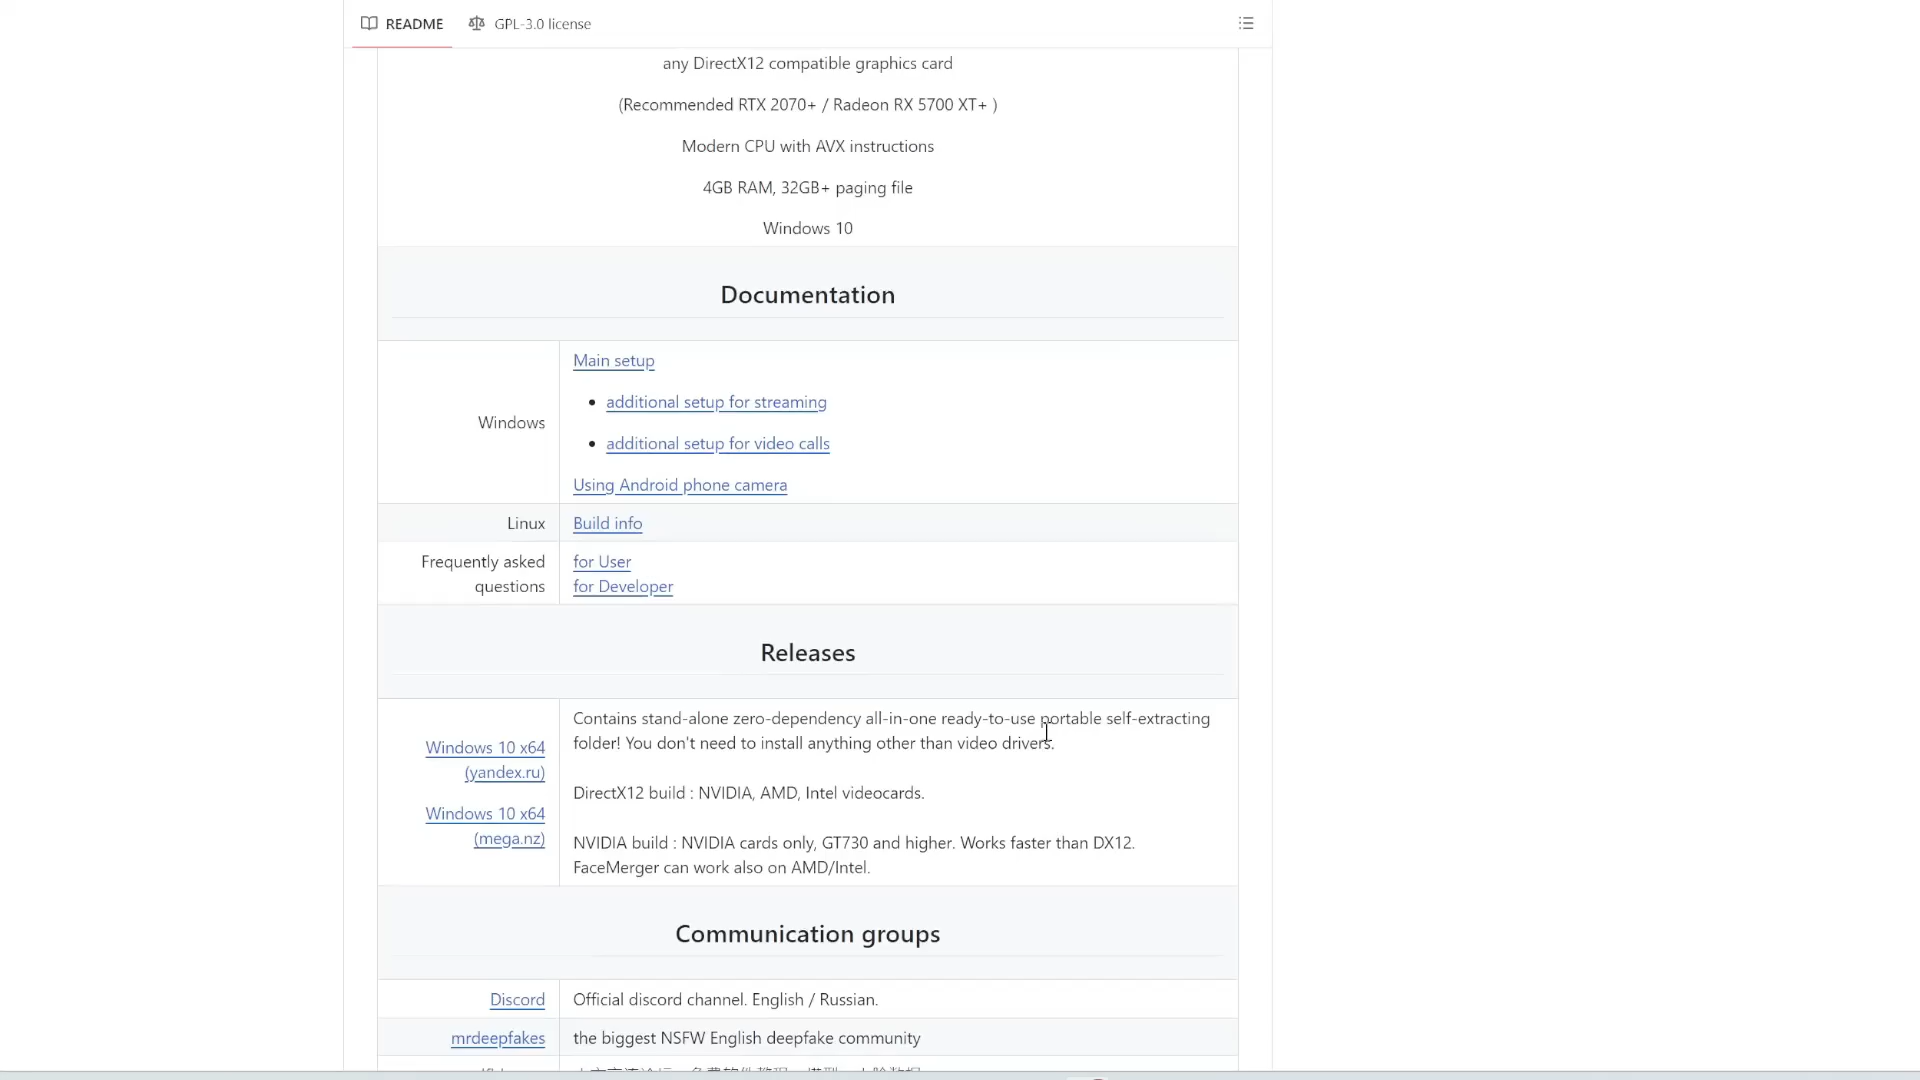 README
GPL-3.0 license
any DirectX12 compatible graphics card
(Recommended RTX 2070+ / Radeon RX 5700 XT+ )
Modern CPU with AVX instructions
4GB RAM, 32GB+ paging file
Windows 10
Documentation
Windows
Main setup
additional setup for streaming
additional setup for video calls
Using Android phone camera
Linux
Build info
Frequently asked
questions
for User
for Developer
Releases
Windows 10 x64
(yandex.ru)
Windows 10 x64
(mega.nz)
Contains stand-alone zero-dependency all-in-one ready-to-use portable self-extracting
folder! You don't need to install anything other than video drivers.
DirectX12 build : NVIDIA, AMD, Intel videocards.
NVIDIA build : NVIDIA cards only, GT730 and higher. Works faster than DX12.
FaceMerger can work also on AMD/Intel.
Communication groups
Discord
Official discord channel. English / Russian.
mrdeepfakes
the biggest NSFW English deepfake community